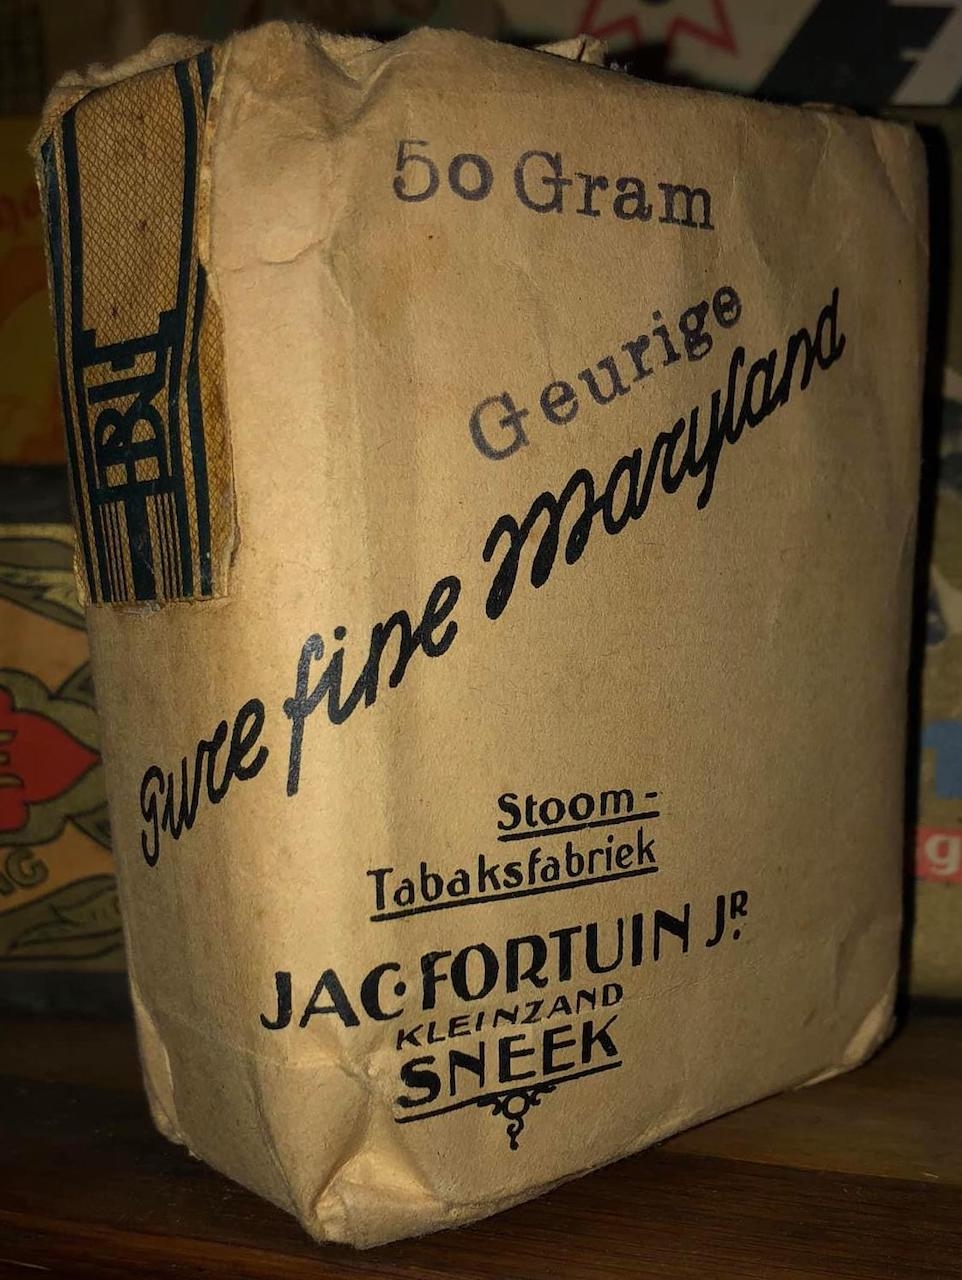 50 Gram
Geurige
pure fine Maryland
Stoom-
Tabaksfabriek
JAC. FORTUIN JR.
KLEINZAND
SNEEK